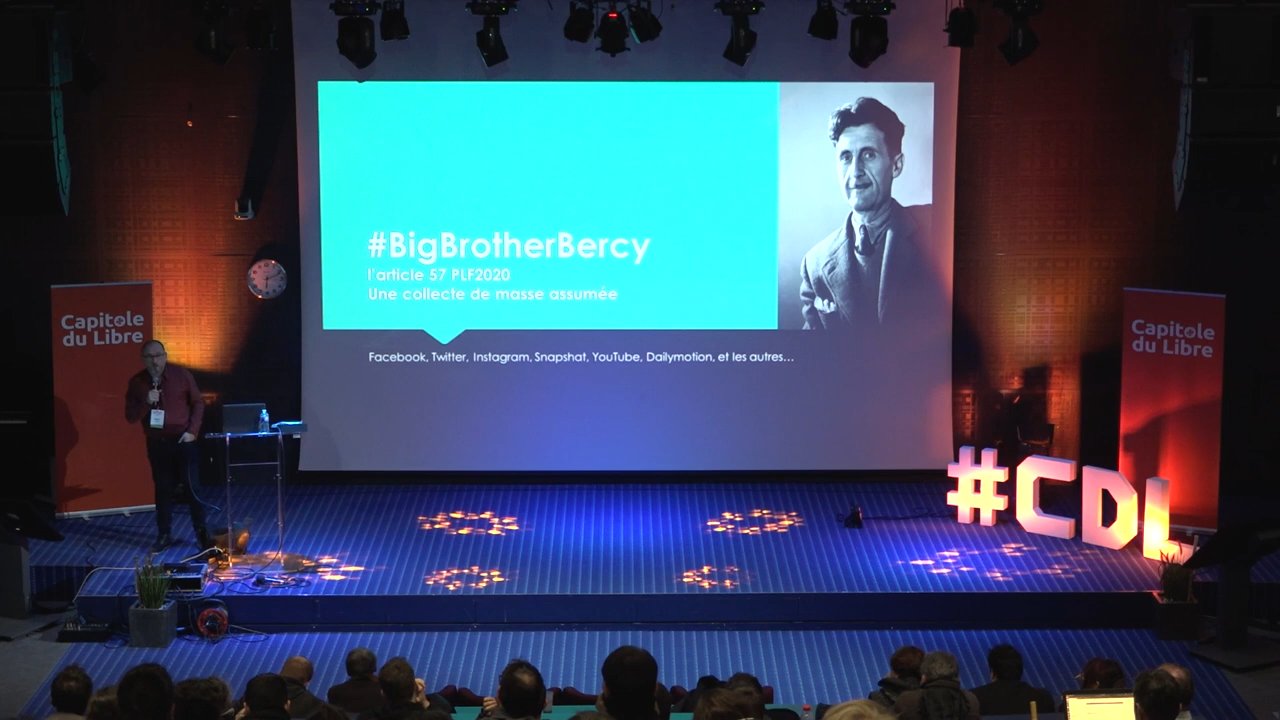 #BigBrotherBercy
l'article 57 PLF2020
Une collecte de masse assumée
Facebook, Twitter, Instagram, Snapshat, YouTube, Dailymotion, et les autres...
Capitole
du Libre
Capitole
du Libre
#CDL